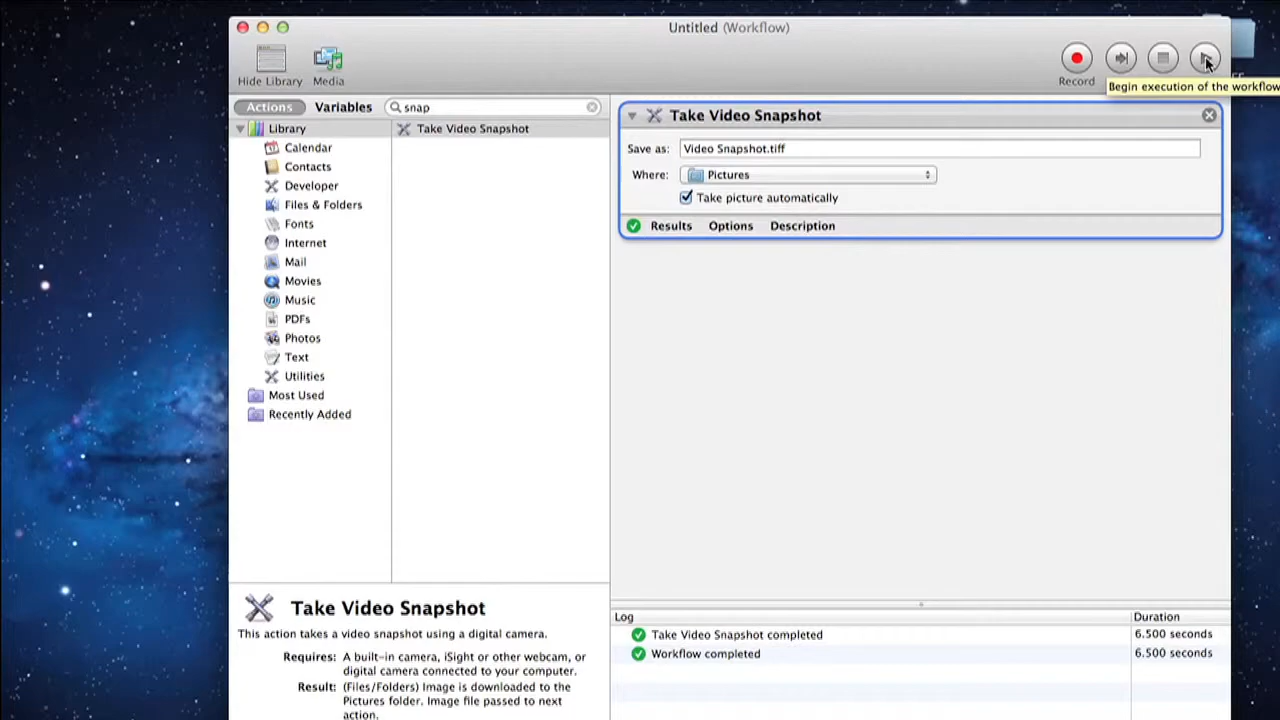 Untitled (Workflow)
Hide Library
Media
Record
Begin execution of the workflow
Actions
Variables
snap
Library
Calendar
Contacts
Developer
Files & Folders
Fonts
Internet
Mail
Movies
Music
PDFs
Photos
Text
Utilities
Most Used
Recently Added
Take Video Snapshot
Take Video Snapshot
Save as: Video Snapshot.tiff
Where: Pictures
Take picture automatically
Results Options Description
Take Video Snapshot
This action takes a video snapshot using a digital camera.
Requires: A built-in camera, iSight or other webcam, or
digital camera connected to your computer.
Result: (Files/Folders) Image is downloaded to the
Pictures folder. Image file passed to next
action.
Log Duration
Take Video Snapshot completed 6.500 seconds
Workflow completed 6.500 seconds